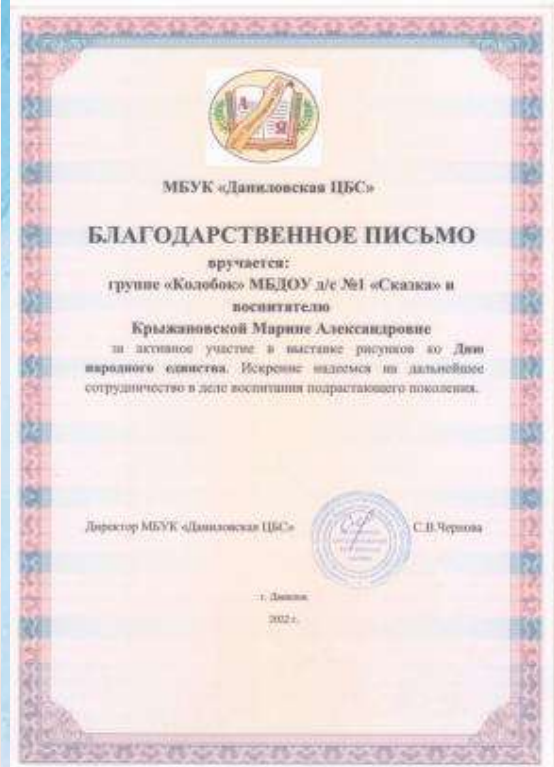 А
Я
МБУК «Даниловская ЦБС»
БЛАГОДАРСТВЕННОЕ ПИСЬМО
вручается:
группе «Колобок» МБДОУ д/с №1 «Сказка» и
воспитателю
Крыжановской Марине Александровне
за активное участие в выставке рисунков ко Дню
народного единства. Искренне надеемся на дальнейшее
сотрудничество в деле воспитания подрастающего поколения.
Директор МБУК «Даниловская ЦБС»
С.В.Чернова
г. Данилов
2022 г.